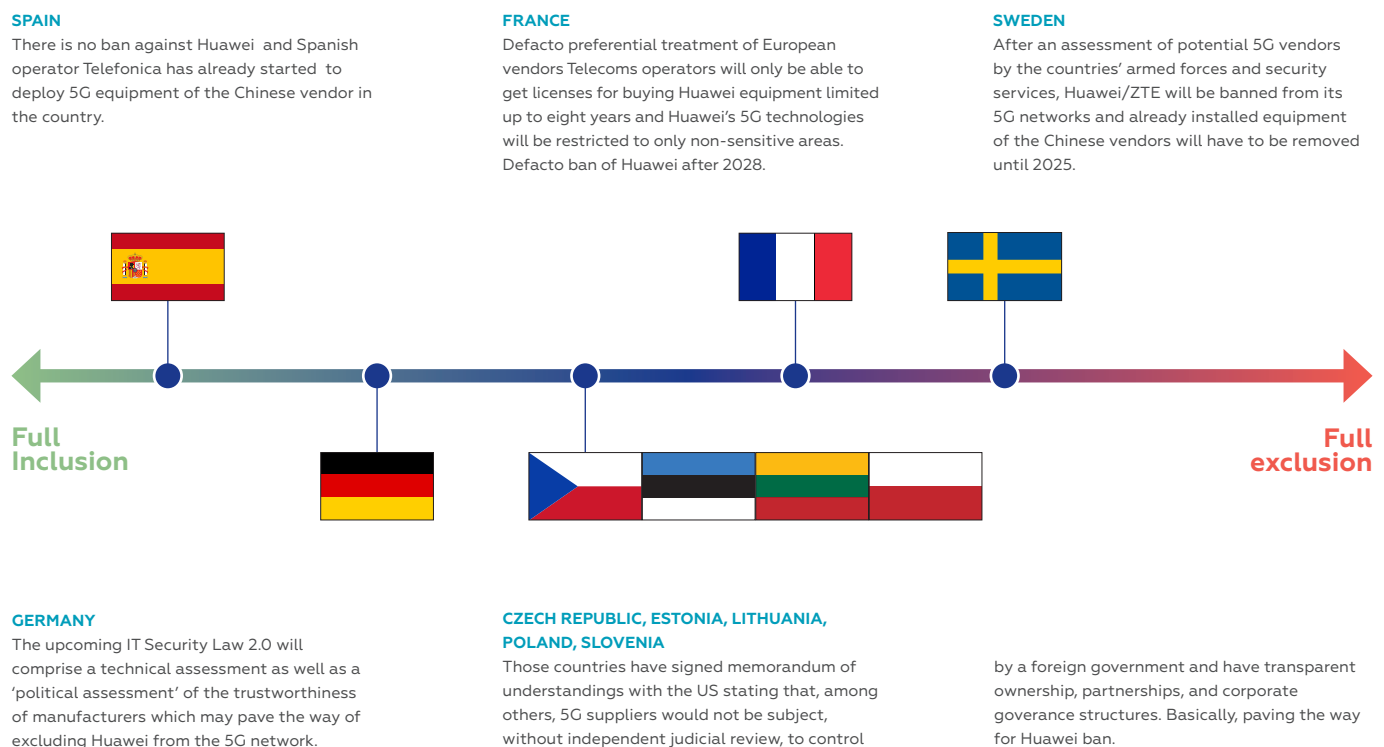 SPAIN
There is no ban against Huawei and Spanish
operator Telefonica has already started to
deploy 5G equipment of the Chinese vendor in
the country.
FRANCE
Defacto preferential treatment of European
vendors Telecoms operators will only be able to
get licenses for buying Huawei equipment limited
up to eight years and Huawei's 5G technologies
will be restricted to only non-sensitive areas.
Defacto ban of Huawei after 2028.
SWEDEN
After an assessment of potential 5G vendors
by the countries' armed forces and security
services, Huawei/ZTE will be banned from its
5G networks and already installed equipment
of the Chinese vendors will have to be removed
until 2025.
Full
Inclusion
Full
exclusion
GERMANY
The upcoming IT Security Law 2.0 will
comprise a technical assessment as well as a
'political assessment' of the trustworthiness
of manufacturers which may pave the way of
excluding Huawei from the 5G network.
CZECH REPUBLIC, ESTONIA, LITHUANIA,
POLAND, SLOVENIA
Those countries have signed memorandum of
understandings with the US stating that, among
others, 5G suppliers would not be subject,
without independent judicial review, to control
by a foreign government and have transparent
ownership, partnerships, and corporate
goverance structures. Basically, paving the way
for Huawei ban.